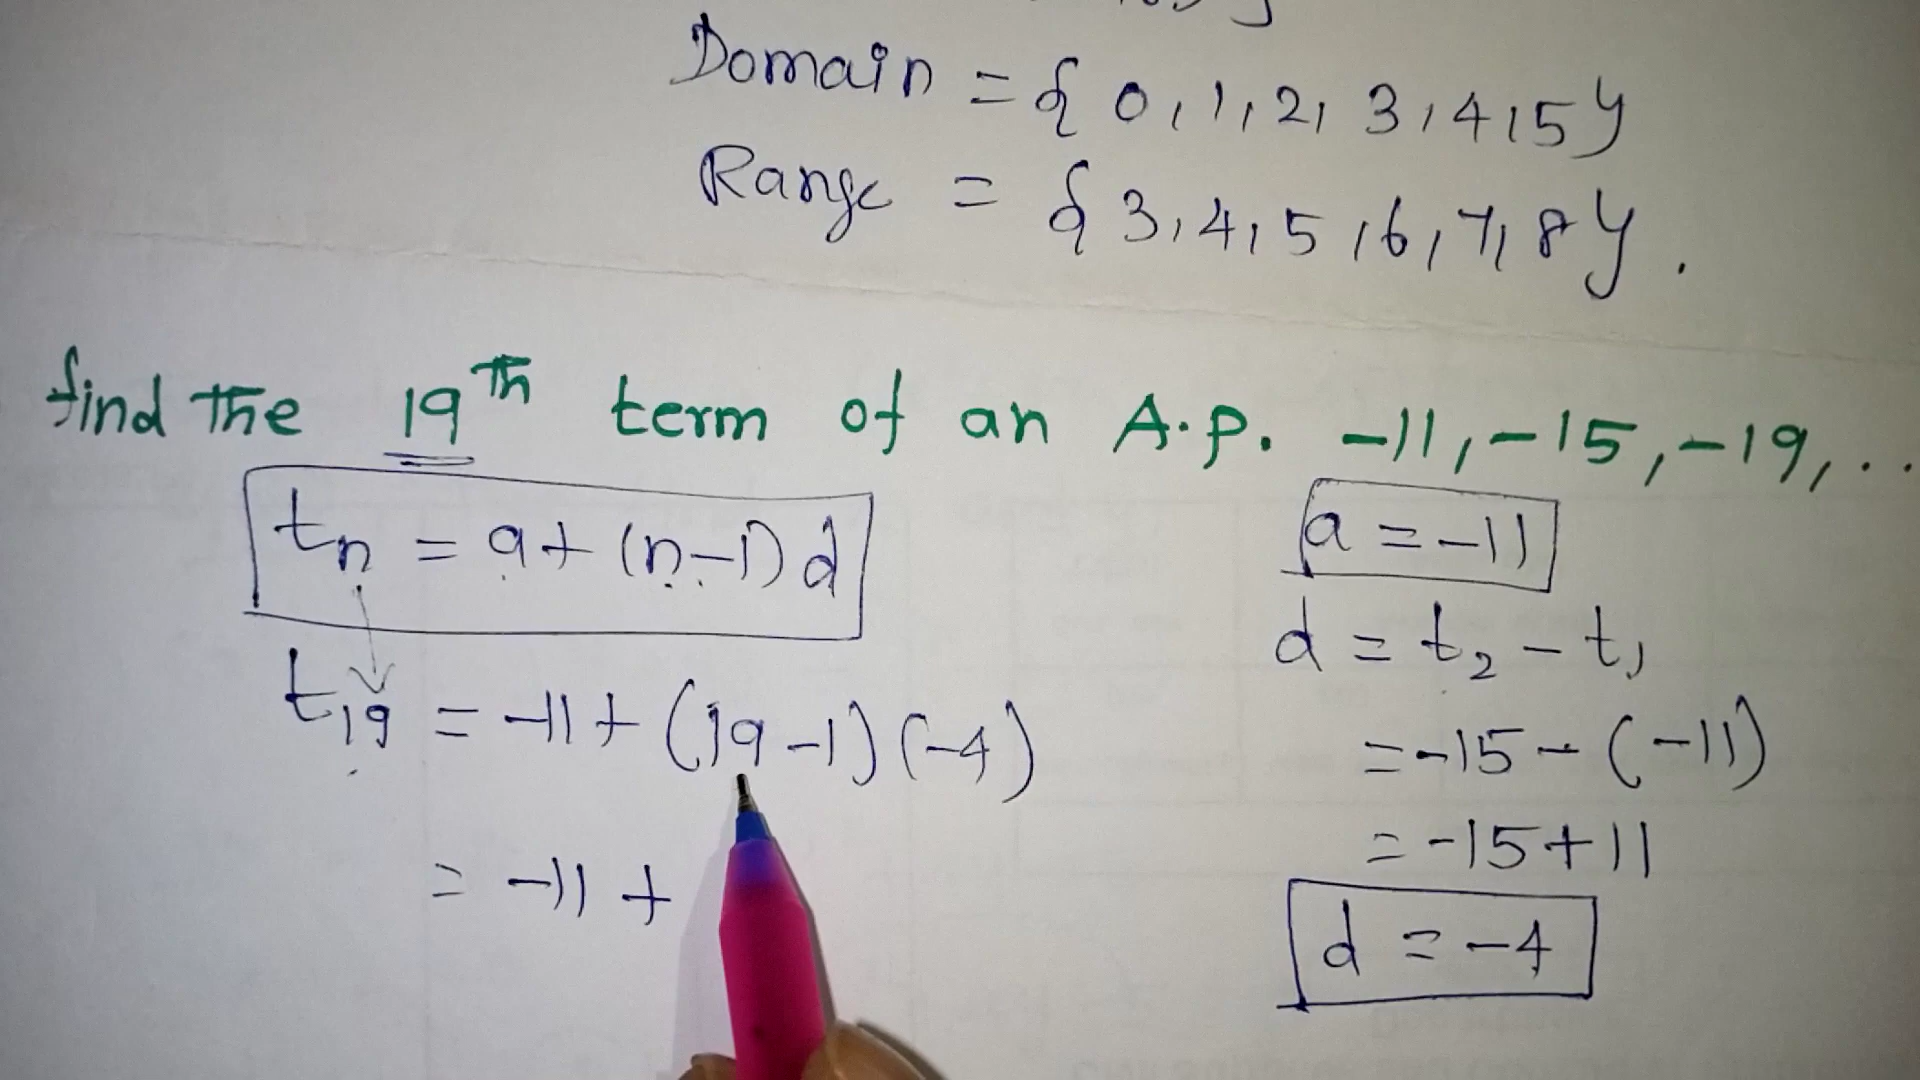 Domain = { 0, 1, 2, 3, 4, 5 }
Range = { 3, 4, 5, 6, 7, 8 }.
find the 19th term of an A.P. -11, -15, -19, ..
tn = a + (n-1) d
a = -11
d = t2 - t1
t19 = -11 + (19-1) (-4)
= -15 - (-11)
= -15 + 11
= -11 +
d = -4